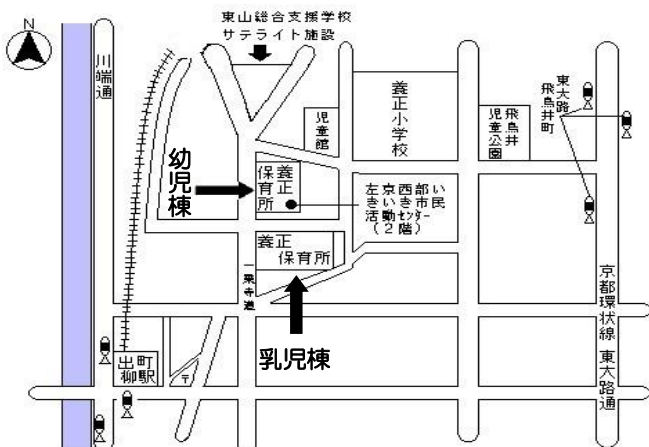 N
川端通
東山総合支援学校
サテライト施設
児童館
養正小学校
飛鳥井
児童公園
東大路
飛鳥井町
幼児棟
養正
保育所
左京西部い
きいき市民
活動センター
(2階)
養正
保育所
一乗寺道
乳児棟
出町
柳駅
〒
京都環状線 東大路通